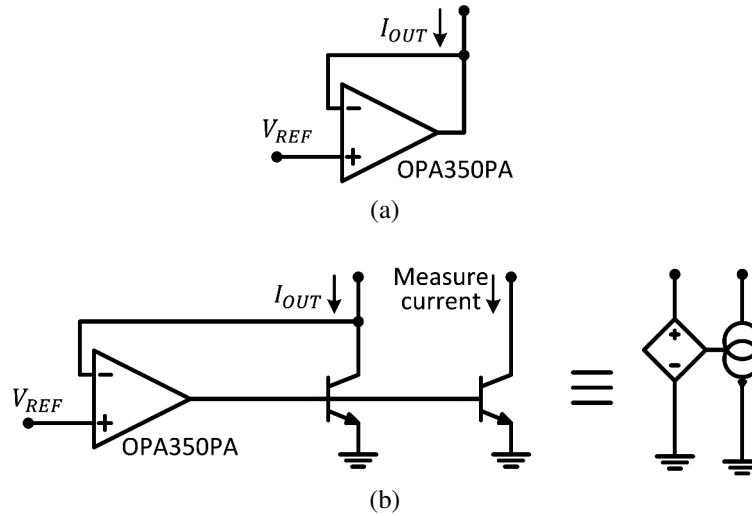 I_OUT
−
V_REF
+
OPA350PA
(a)
Measure
current
I_OUT
+
−
−
V_REF
+
OPA350PA
(b)